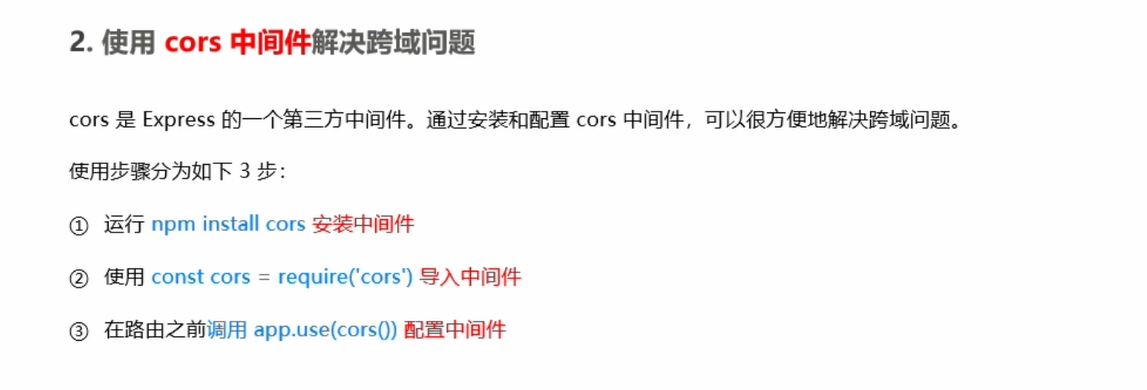 2. 使用 cors 中间件解决跨域问题
cors 是 Express 的一个第三方中间件。通过安装和配置 cors 中间件，可以很方便地解决跨域问题。
使用步骤分为如下 3 步：
① 运行 npm install cors 安装中间件
② 使用 const cors = require('cors') 导入中间件
③ 在路由之前调用 app.use(cors()) 配置中间件